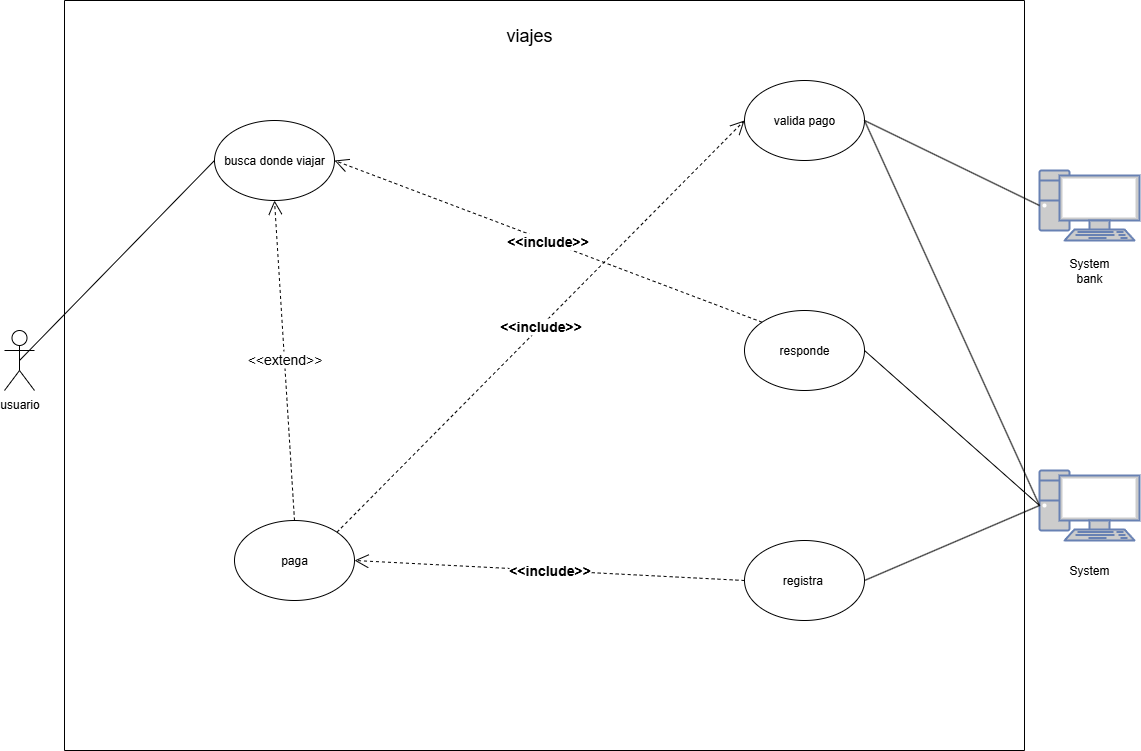 viajes
valida pago
busca donde viajar
<<include>>
System
bank
<<include>>
responde
<<extend>>
usuario
paga
<<include>>
registra
System